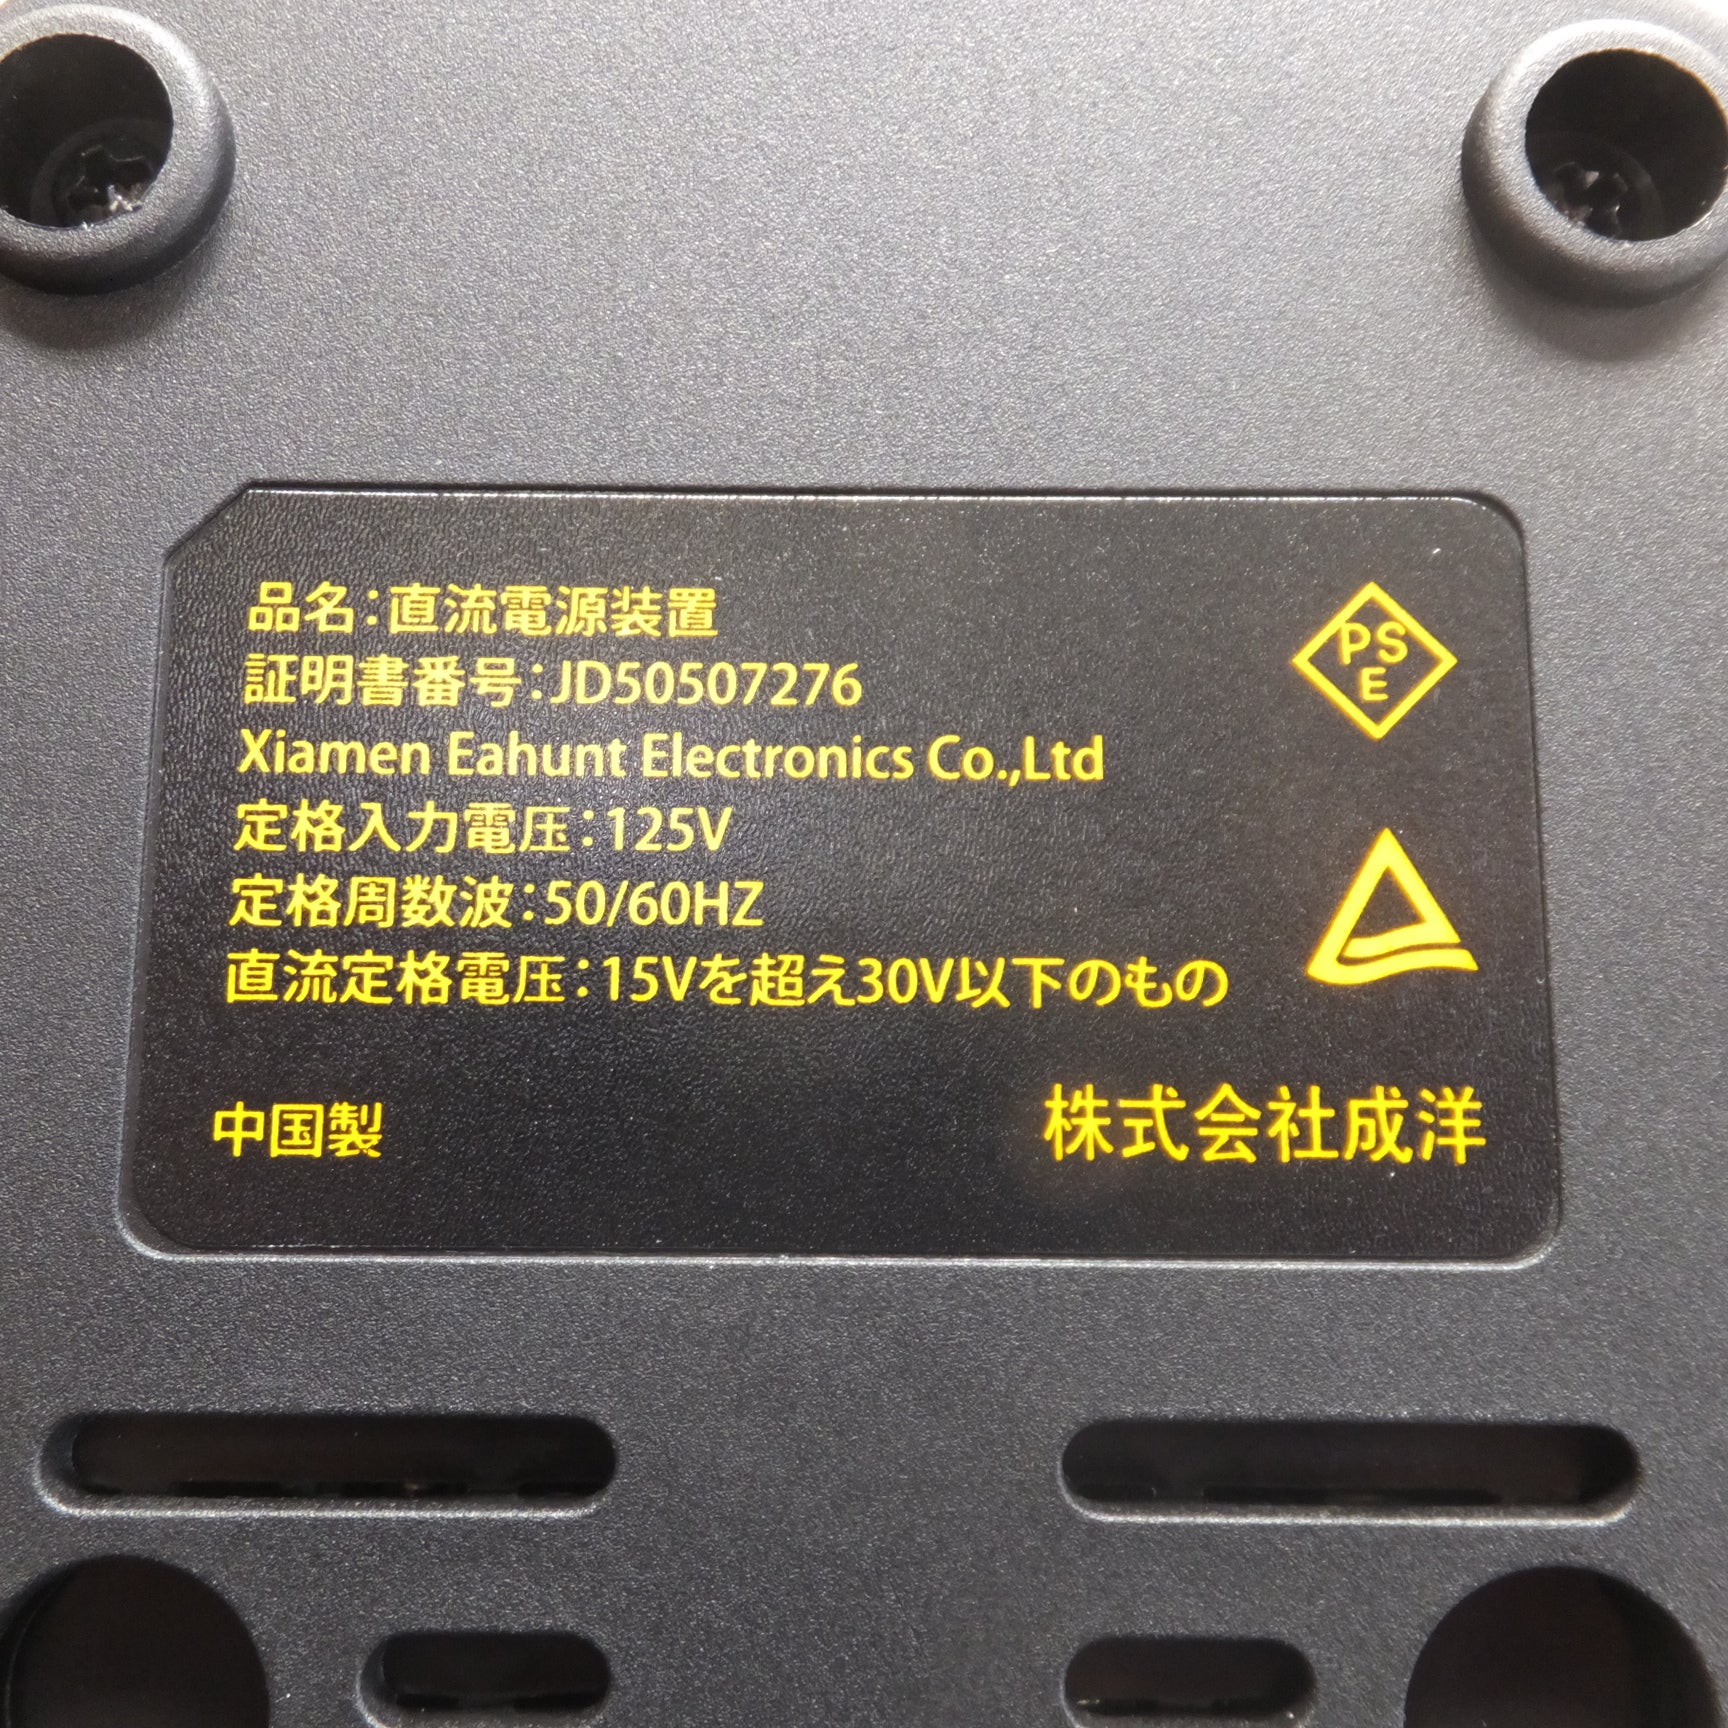 品名：直流電源装置
証明書番号：JD50507276
Xiamen Eahunt Electronics Co.,Ltd
定格入力電圧：125V
定格周数波：50/60HZ
直流定格電圧：15Vを超え30V以下のもの
PS
E
中国製
株式会社成洋